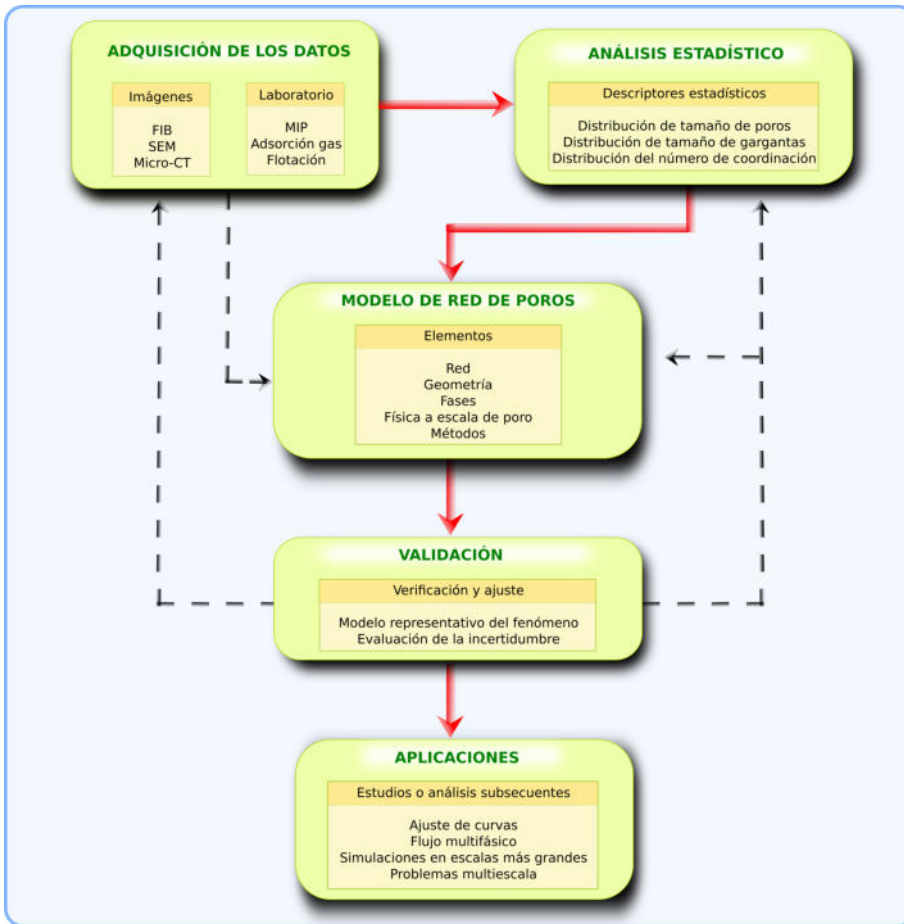 ADQUISICIÓN DE LOS DATOS
Imágenes
FIB
SEM
Micro-CT
Laboratorio
MIP
Adsorción gas
Flotación
ANÁLISIS ESTADÍSTICO
Descriptores estadísticos
Distribución de tamaño de poros
Distribución de tamaño de gargantas
Distribución del número de coordinación
MODELO DE RED DE POROS
Elementos
Red
Geometría
Fases
Física a escala de poro
Métodos
VALIDACIÓN
Verificación y ajuste
Modelo representativo del fenómeno
Evaluación de la incertidumbre
APLICACIONES
Estudios o análisis subsecuentes
Ajuste de curvas
Flujo multifásico
Simulaciones en escalas más grandes
Problemas multiescala